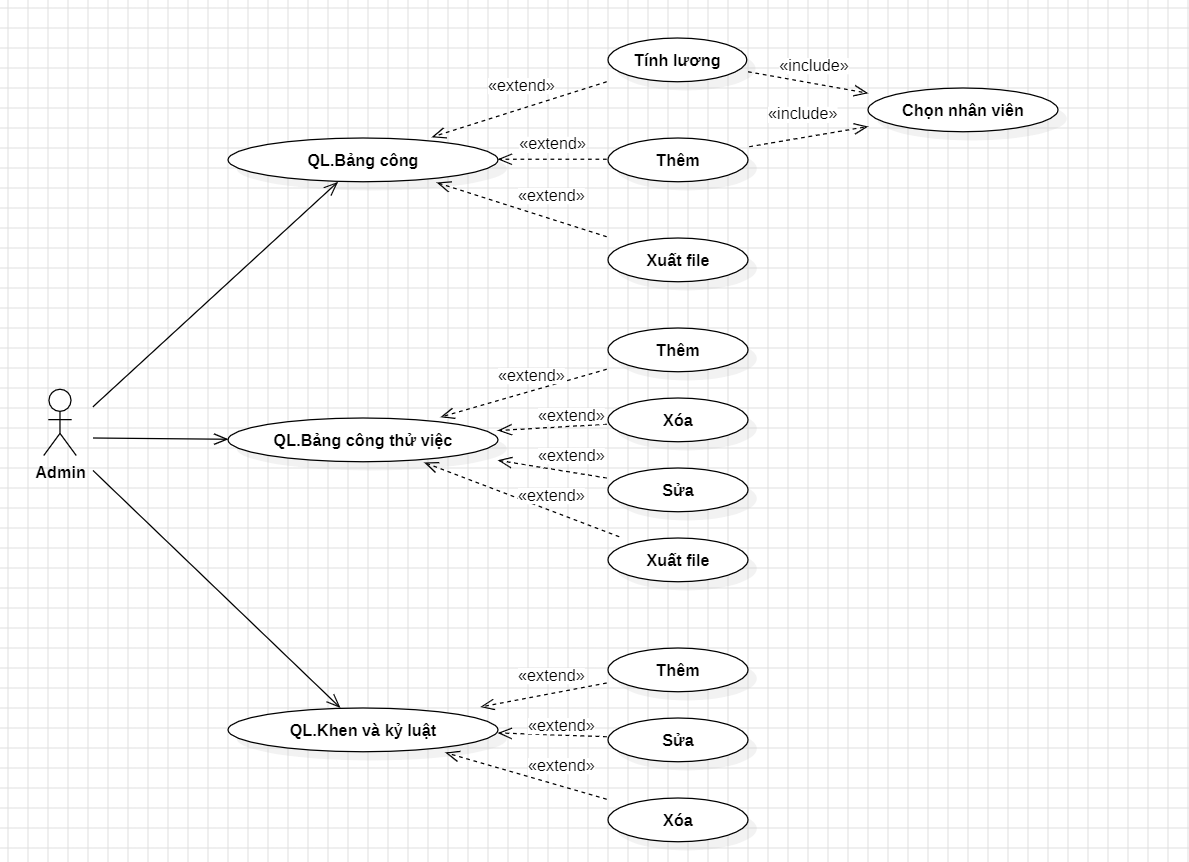 Tính lương
«include»
«extend»
Chọn nhân viên
«include»
«extend»
QL.Bảng công
Thêm
«extend»
Xuất file
Thêm
«extend»
«extend»
Xóa
QL.Bảng công thử việc
«extend»
Admin
Sửa
«extend»
Xuất file
Thêm
«extend»
«extend»
QL.Khen và kỷ luật
Sửa
«extend»
Xóa